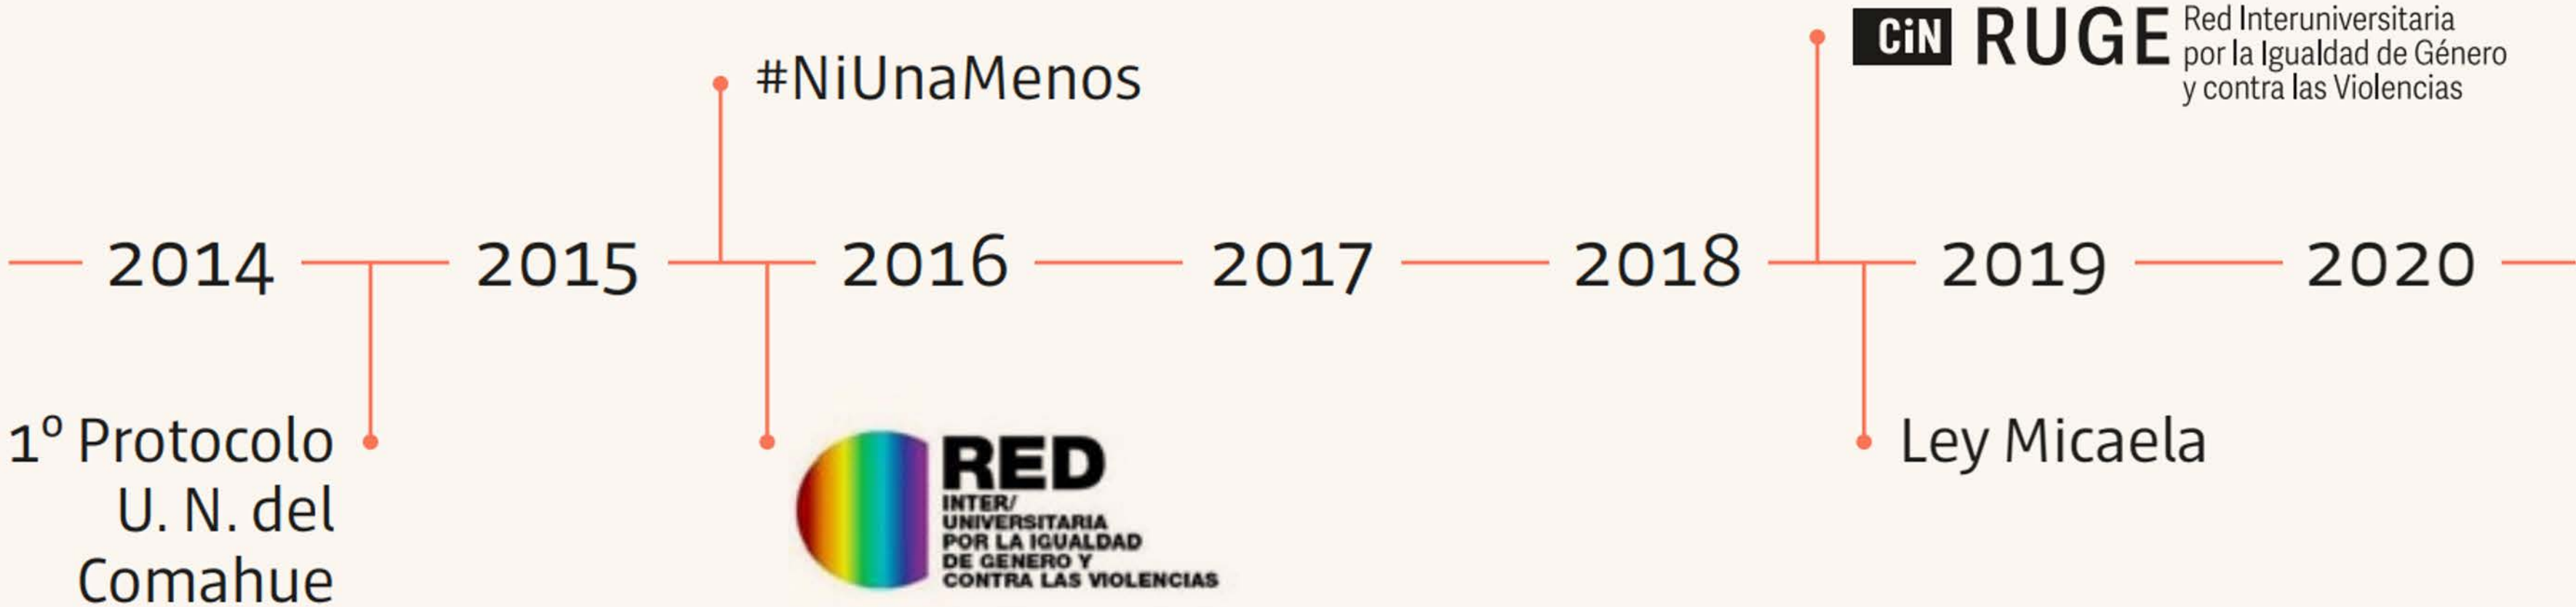 #NiUnaMenos
CiN RUGE
Red Interuniversitaria
por la Igualdad de Género
y contra las Violencias
2014 2015 2016 2017 2018 2019 2020
1º Protocolo
U. N. del
Comahue
RED
INTER/
UNIVERSITARIA
POR LA IGUALDAD
DE GENERO Y
CONTRA LAS VIOLENCIAS
Ley Micaela